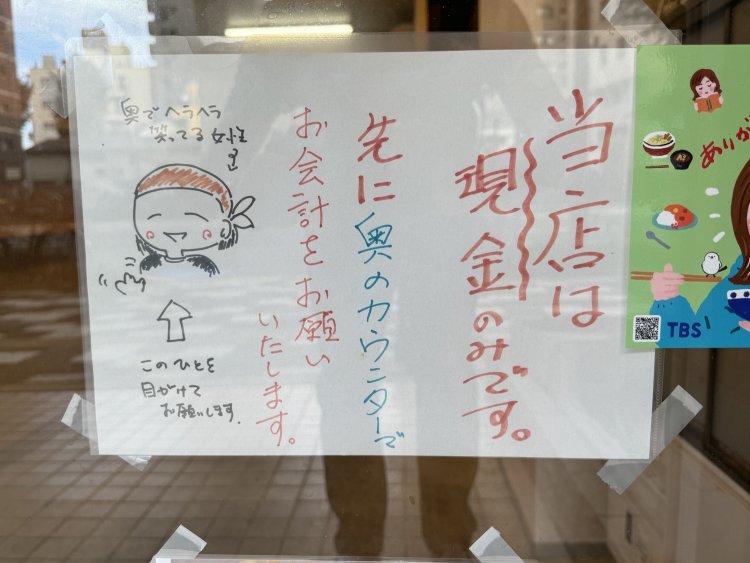 当店は
現金のみです。
先に奥のカウンターで
お会計をお願い
いたします。
奥でヘラヘラ
笑ってる女性
このひとを
目がけて
お願いします.
ありが
TBS